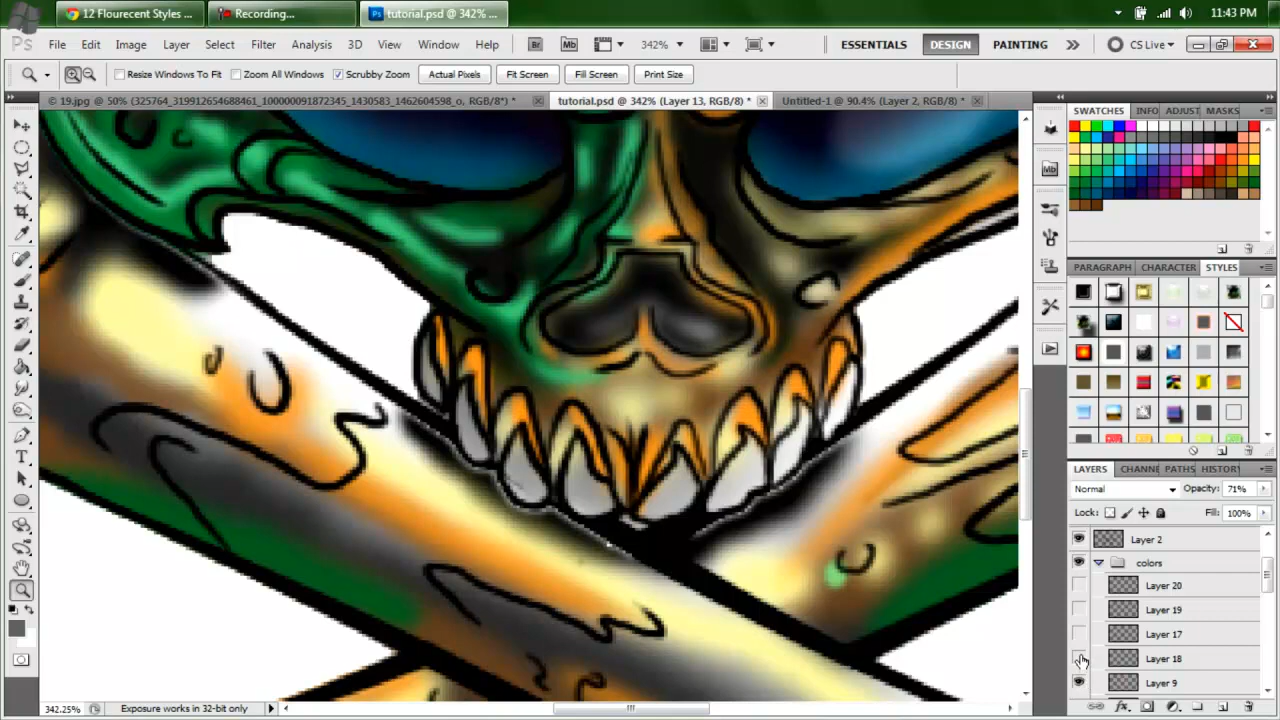 12 Flourecent Styles ...
Recording...
tutorial.psd @ 342% ...
11:43 PM
Ps File Edit Image Layer Select Filter Analysis 3D View Window Help Br Mb 342% ESSENTIALS DESIGN PAINTING CS Live
Resize Windows To Fit Zoom All Windows Scrubby Zoom Actual Pixels Fit Screen Fill Screen Print Size
© 19.jpg @ 50% (325764_319912654688461_100000091872345_1430583_1462604598_o, RGB/8*) *
tutorial.psd @ 342% (Layer 13, RGB/8) *
Untitled-1 @ 90.4% (Layer 2, RGB/8*) *
SWATCHES INFO ADJUST MASKS
Mb
PARAGRAPH CHARACTER STYLES
LAYERS CHANNE PATHS HISTORY
Normal Opacity: 71%
Lock: Fill: 100%
Layer 2
colors
Layer 20
Layer 19
Layer 17
Layer 18
Layer 9
342.25% Exposure works in 32-bit only